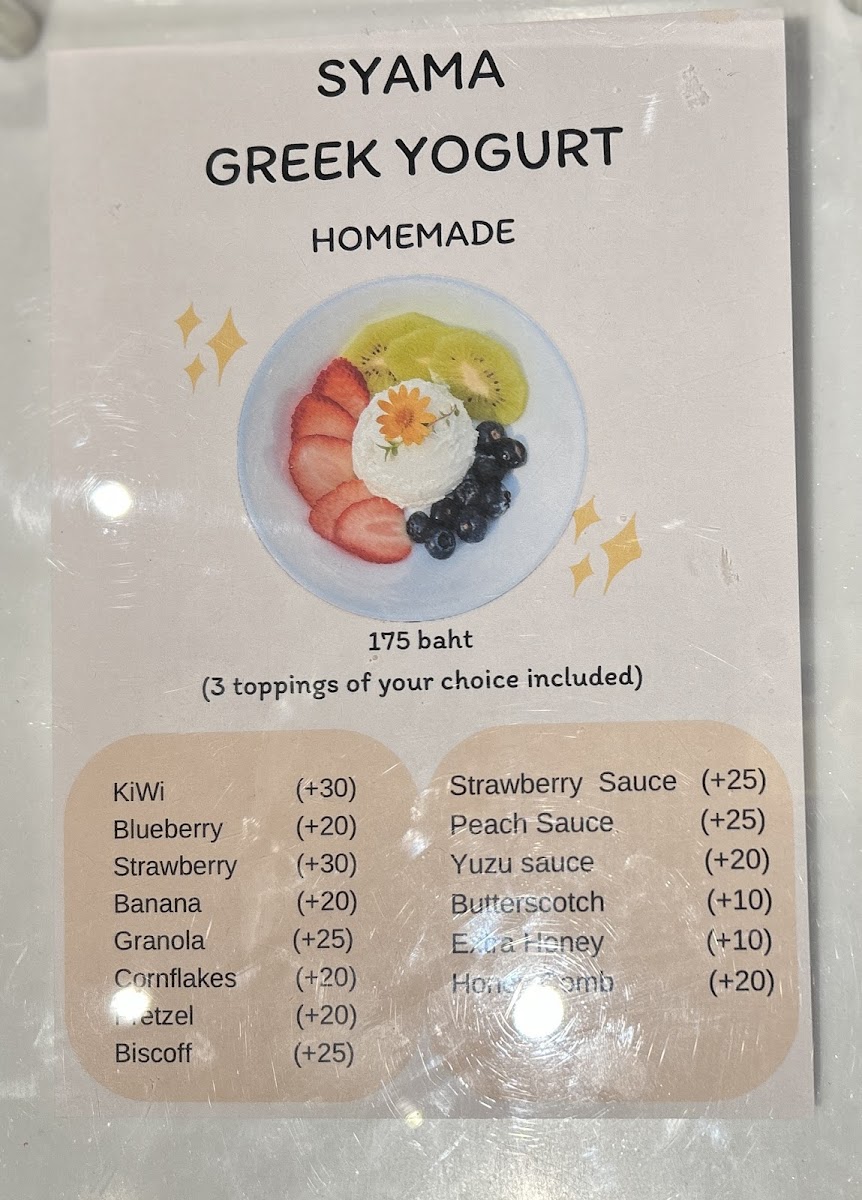 SYAMA
GREEK YOGURT
HOMEMADE
175 baht
(3 toppings of your choice included)
KiWi (+30)
Blueberry (+20)
Strawberry (+30)
Banana (+20)
Granola (+25)
Cornflakes (+20)
Pretzel (+20)
Biscoff (+25)
Strawberry Sauce (+25)
Peach Sauce (+25)
Yuzu sauce (+20)
Butterscotch (+10)
Extra Honey (+10)
Honey Comb (+20)